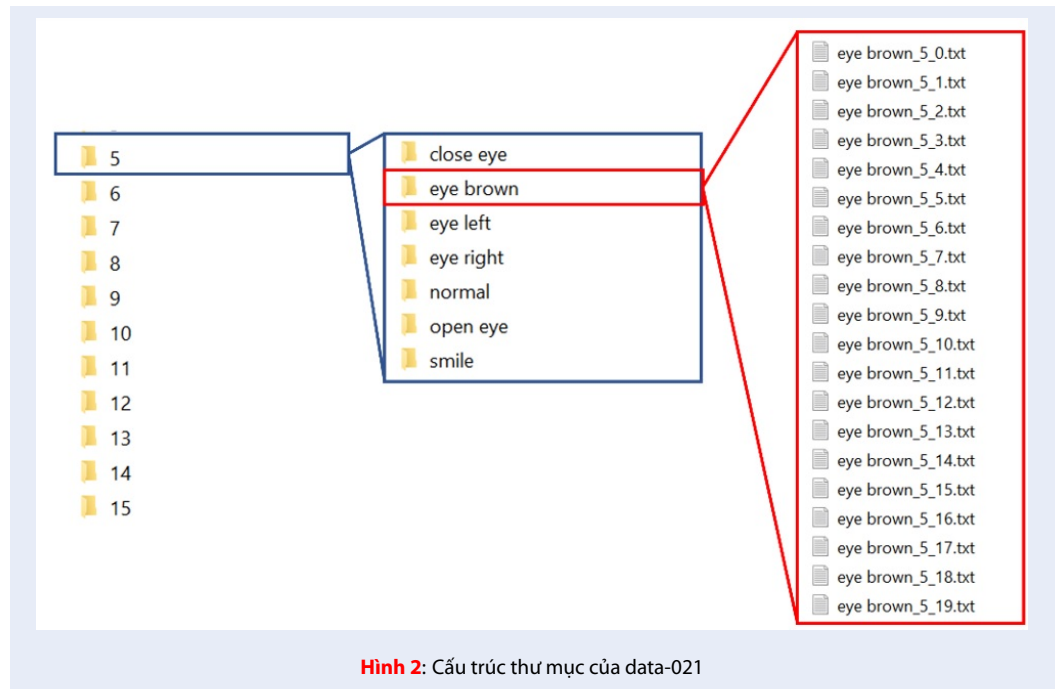 5
6
7
8
9
10
11
12
13
14
15
close eye
eye brown
eye left
eye right
normal
open eye
smile
eye brown_5_0.txt
eye brown_5_1.txt
eye brown_5_2.txt
eye brown_5_3.txt
eye brown_5_4.txt
eye brown_5_5.txt
eye brown_5_6.txt
eye brown_5_7.txt
eye brown_5_8.txt
eye brown_5_9.txt
eye brown_5_10.txt
eye brown_5_11.txt
eye brown_5_12.txt
eye brown_5_13.txt
eye brown_5_14.txt
eye brown_5_15.txt
eye brown_5_16.txt
eye brown_5_17.txt
eye brown_5_18.txt
eye brown_5_19.txt
Hình 2: Cấu trúc thư mục của data-021